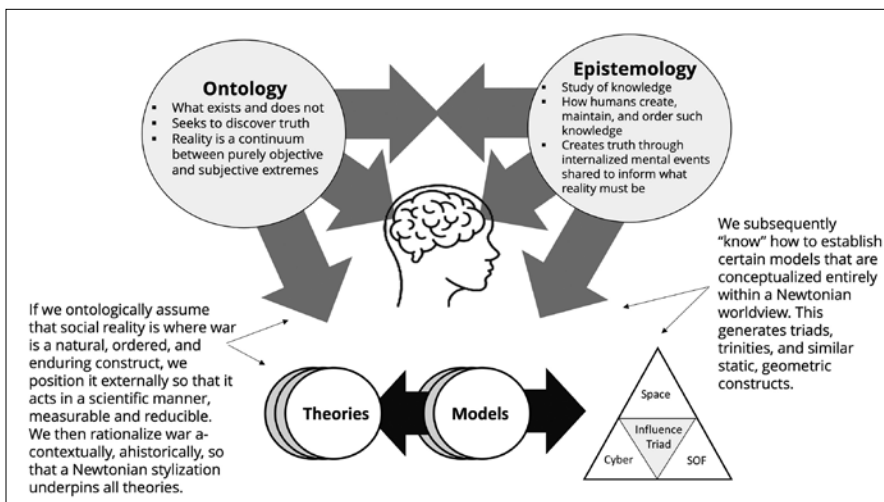 Ontology
▪ What exists and does not
▪ Seeks to discover truth
▪ Reality is a continuum
between purely objective
and subjective extremes
Epistemology
▪ Study of knowledge
▪ How humans create,
maintain, and order such
knowledge
▪ Creates truth through
internalized mental events
shared to inform what
reality must be
We subsequently
“know” how to establish
certain models that are
conceptualized entirely
within a Newtonian
worldview. This
generates triads,
trinities, and similar
static, geometric
constructs.
If we ontologically assume
that social reality is where war
is a natural, ordered, and
enduring construct, we
position it externally so that it
acts in a scientific manner,
measurable and reducible.
We then rationalize war a-
contextually, ahistorically, so
that a Newtonian stylization
underpins all theories.
Theories
Models
Space
Influence
Triad
Cyber
SOF